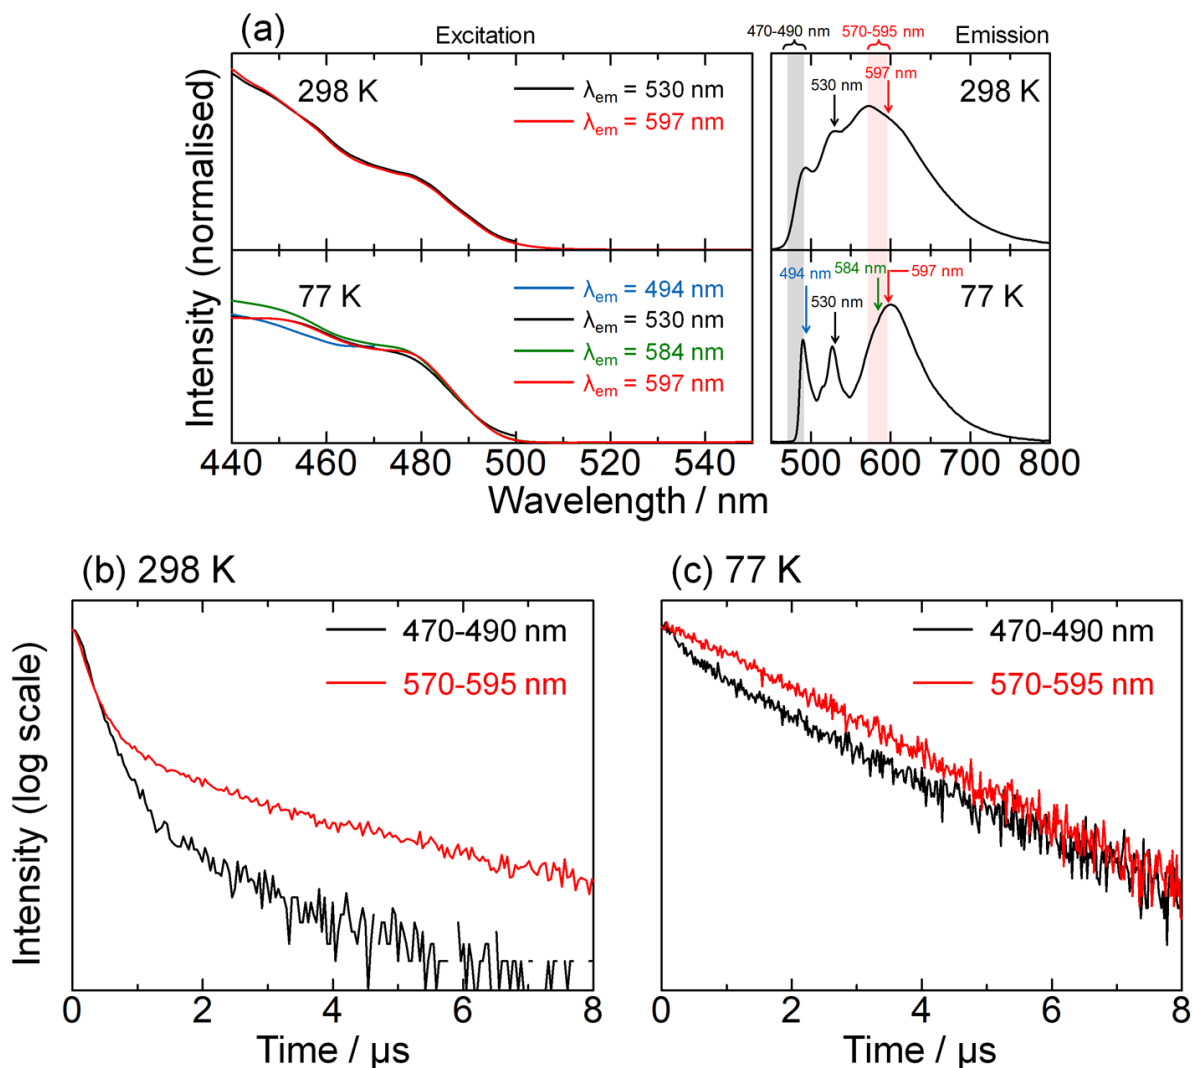 (a)
Excitation
470-490 nm
570-595 nm
Emission
298 K
λem = 530 nm
λem = 597 nm
530 nm
597 nm
298 K
77 K
λem = 494 nm
λem = 530 nm
λem = 584 nm
λem = 597 nm
494 nm
584 nm
597 nm
530 nm
77 K
Intensity (normalised)
440 460 480 500 520 540
500 600 700 800
Wavelength / nm
(b) 298 K
470-490 nm
570-595 nm
Intensity (log scale)
0 2 4 6 8
Time / μs
(c) 77 K
470-490 nm
570-595 nm
0 2 4 6 8
Time / μs